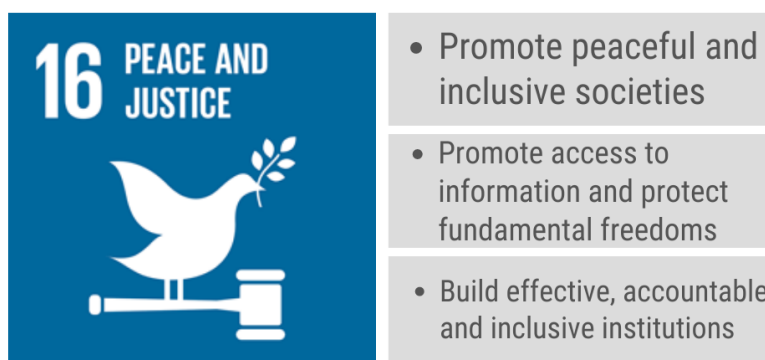 16 PEACE AND
JUSTICE
• Promote peaceful and
inclusive societies
• Promote access to
information and protect
fundamental freedoms
• Build effective, accountable
and inclusive institutions